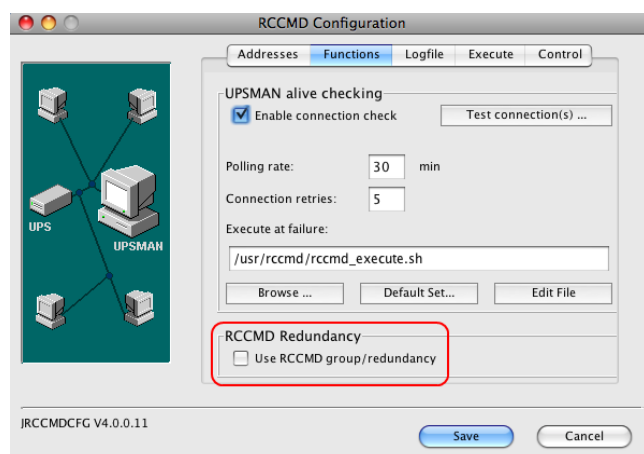 RCCMD Configuration
Addresses Functions Logfile Execute Control
UPSMAN alive checking
Enable connection check Test connection(s) ...
Polling rate: 30 min
Connection retries: 5
Execute at failure:
/usr/rccmd/rccmd_execute.sh
Browse ... Default Set... Edit File
RCCMD Redundancy
Use RCCMD group/redundancy
UPS
UPSMAN
JRCCMDCFG V4.0.0.11
Save Cancel